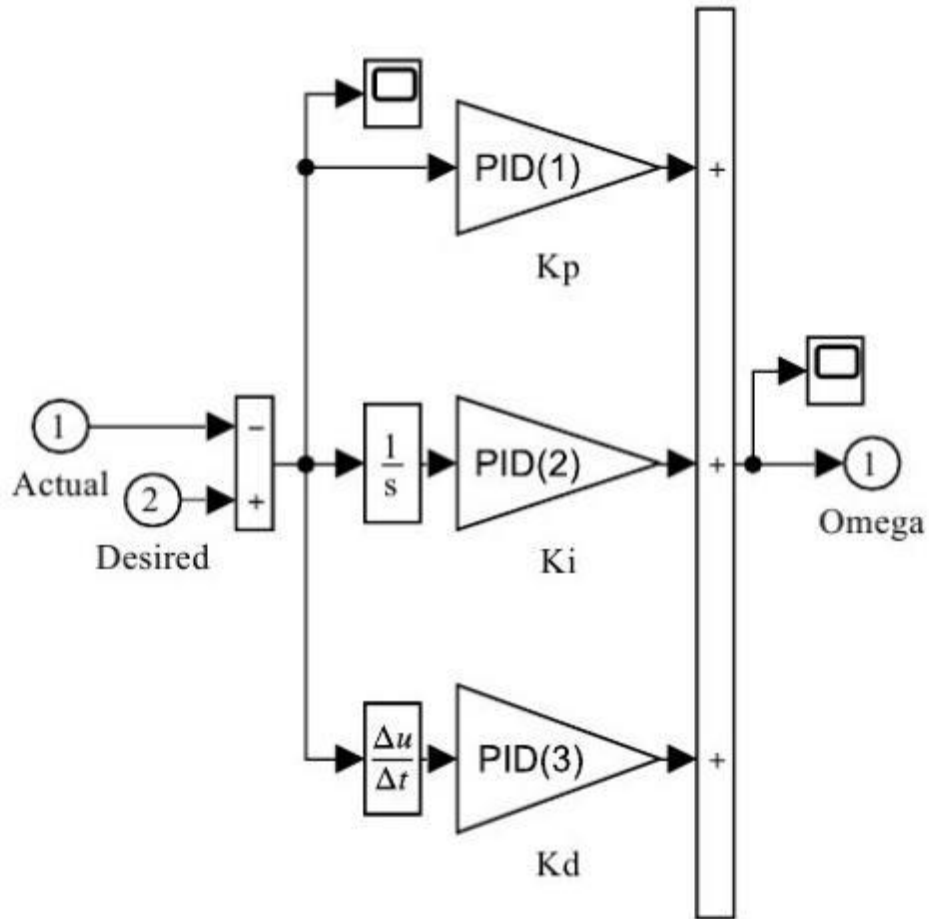 PID(1)
+
Kp
1
Actual
−
2
+
Desired
1
s
PID(2)
+
Ki
1
Omega
Δu
Δt
PID(3)
+
Kd